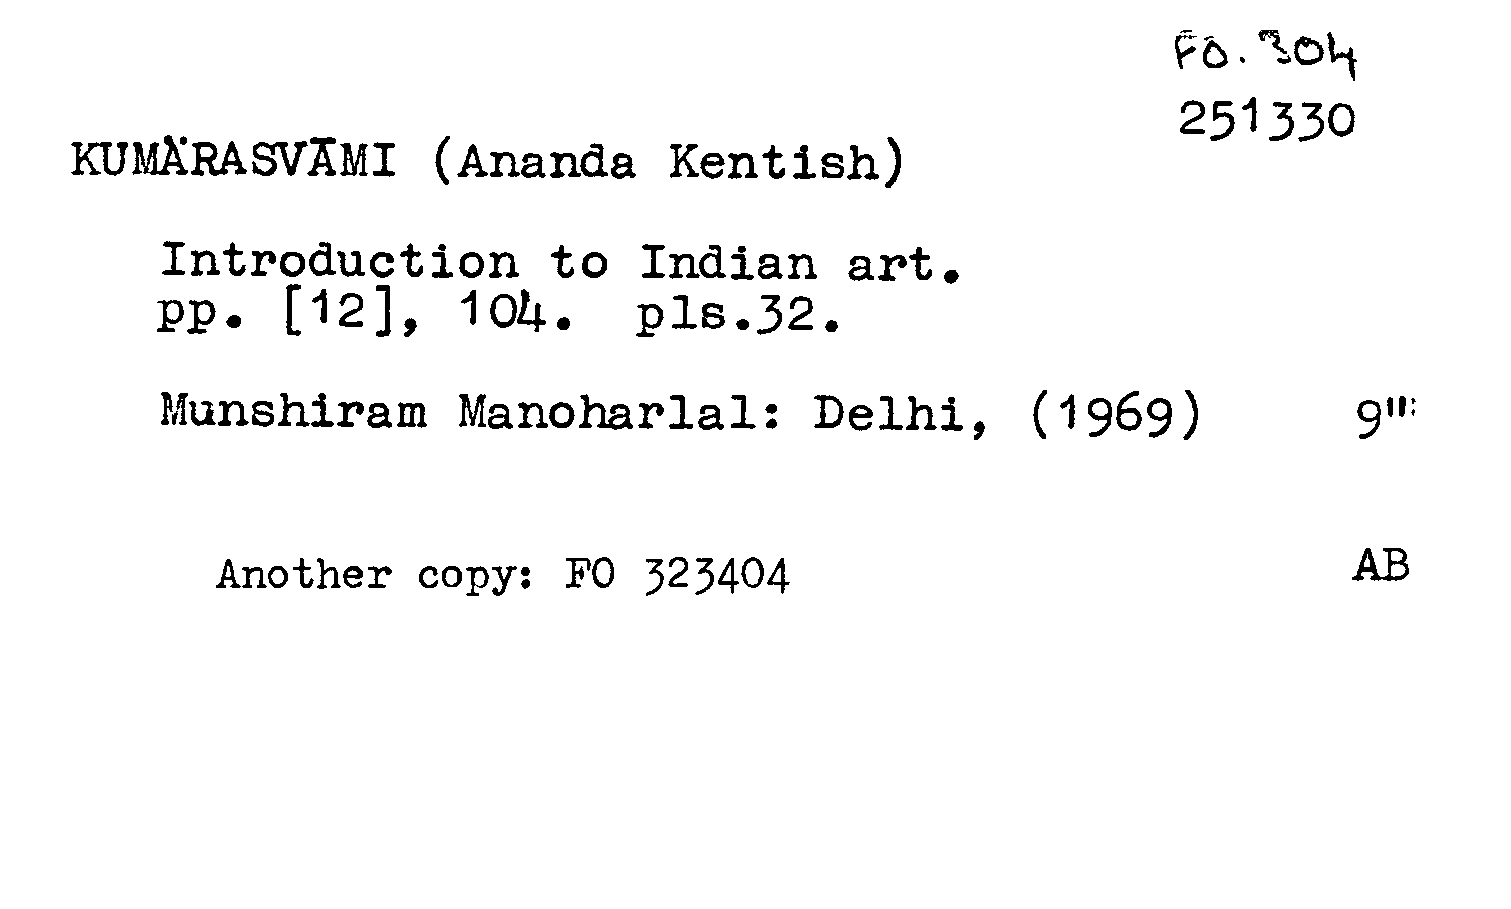 FO. 304
251330
KUMĀRASVĀMI (Ananda Kentish)
Introduction to Indian art.
pp. [12], 104. pls.32.
Munshiram Manoharlal: Delhi, (1969) 9"
Another copy: FO 323404 AB